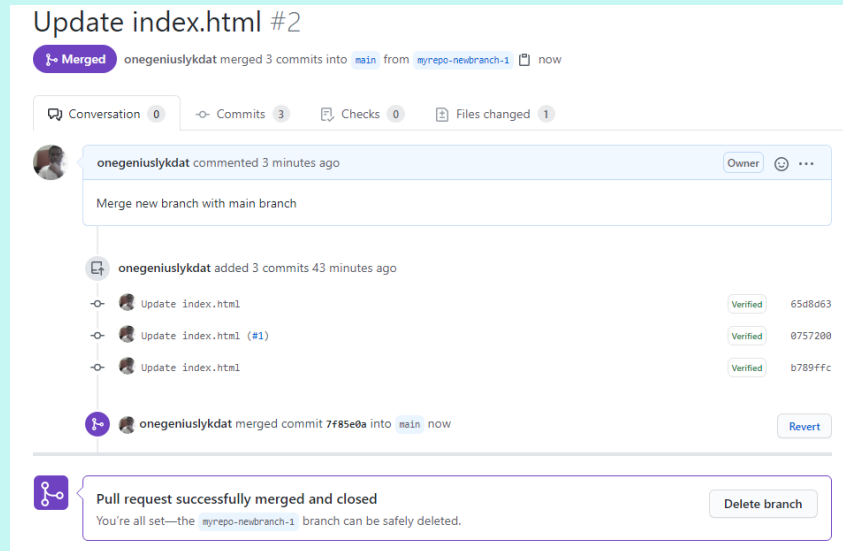 Update index.html #2
Merged onegeniuslykdat merged 3 commits into main from myrepo-newbranch-1 now
Conversation 0 Commits 3 Checks 0 Files changed 1
onegeniuslykdat commented 3 minutes ago Owner ...
Merge new branch with main branch
onegeniuslykdat added 3 commits 43 minutes ago
Update index.html Verified 65d8d63
Update index.html (#1) Verified 0757200
Update index.html Verified b789ffc
onegeniuslykdat merged commit 7f85e0a into main now Revert
Pull request successfully merged and closed
You're all set—the myrepo-newbranch-1 branch can be safely deleted.
Delete branch